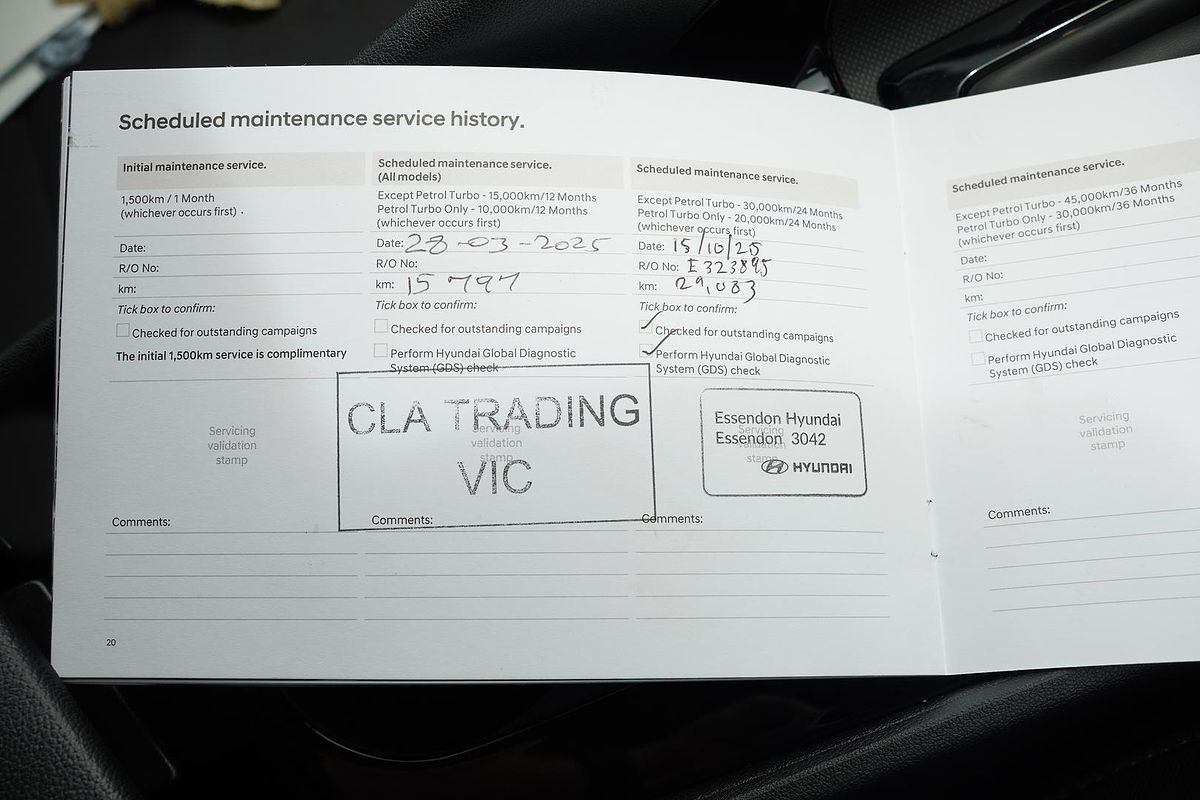 Scheduled maintenance service history.
Initial maintenance service.
1,500km / 1 Month
(whichever occurs first) .
Date:
R/O No:
km:
Tick box to confirm:
Checked for outstanding campaigns
The initial 1,500km service is complimentary
Servicing
validation
stamp
Comments:
Scheduled maintenance service.
(All models)
Except Petrol Turbo - 15,000km/12 Months
Petrol Turbo Only - 10,000km/12 Months
(whichever occurs first)
Date: 28-03-2025
R/O No:
km: 15 797
Tick box to confirm:
Checked for outstanding campaigns
Perform Hyundai Global Diagnostic
System (GDS) check
CLA TRADING
Servicing
validation
stamp
VIC
Comments:
Scheduled maintenance service.
Except Petrol Turbo - 30,000km/24 Months
Petrol Turbo Only - 20,000km/24 Months
(whichever occurs first)
Date: 15/10/25
R/O No: E323895
km: 29,083
Tick box to confirm:
Checked for outstanding campaigns
Perform Hyundai Global Diagnostic
System (GDS) check
Essendon Hyundai
Servicing
Essendon 3042
stamp
HYUNDAI
Comments:
20
Scheduled maintenance service.
Except Petrol Turbo - 45,000km/36 Months
Petrol Turbo Only - 30,000km/36 Months
(whichever occurs first)
Date:
R/O No:
km:
Tick box to confirm:
Checked for outstanding campaigns
Perform Hyundai Global Diagnostic
System (GDS) check
Servicing
validation
stamp
Comments: